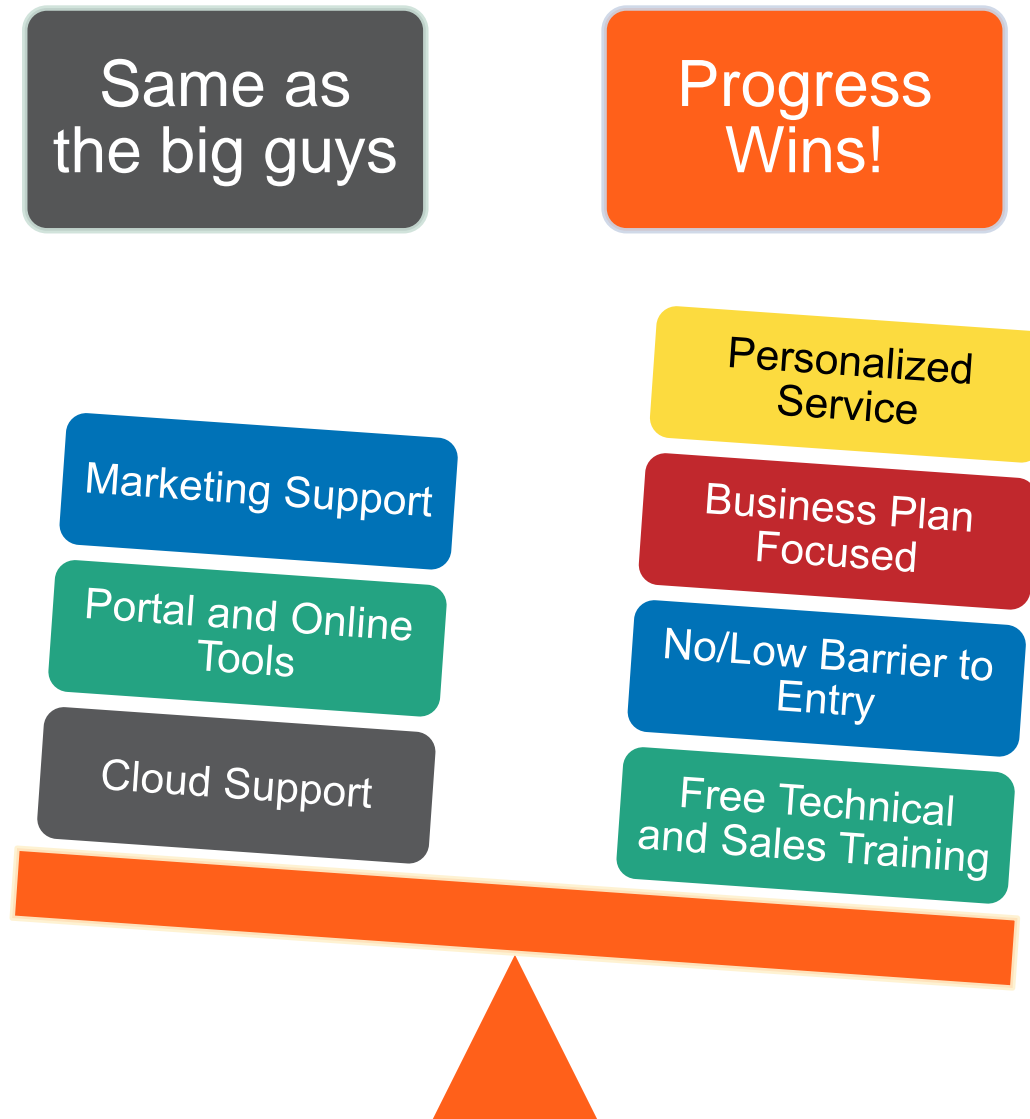 Same as
the big guys
Progress
Wins!
Marketing Support
Portal and Online
Tools
Cloud Support
Personalized
Service
Business Plan
Focused
No/Low Barrier to
Entry
Free Technical
and Sales Training